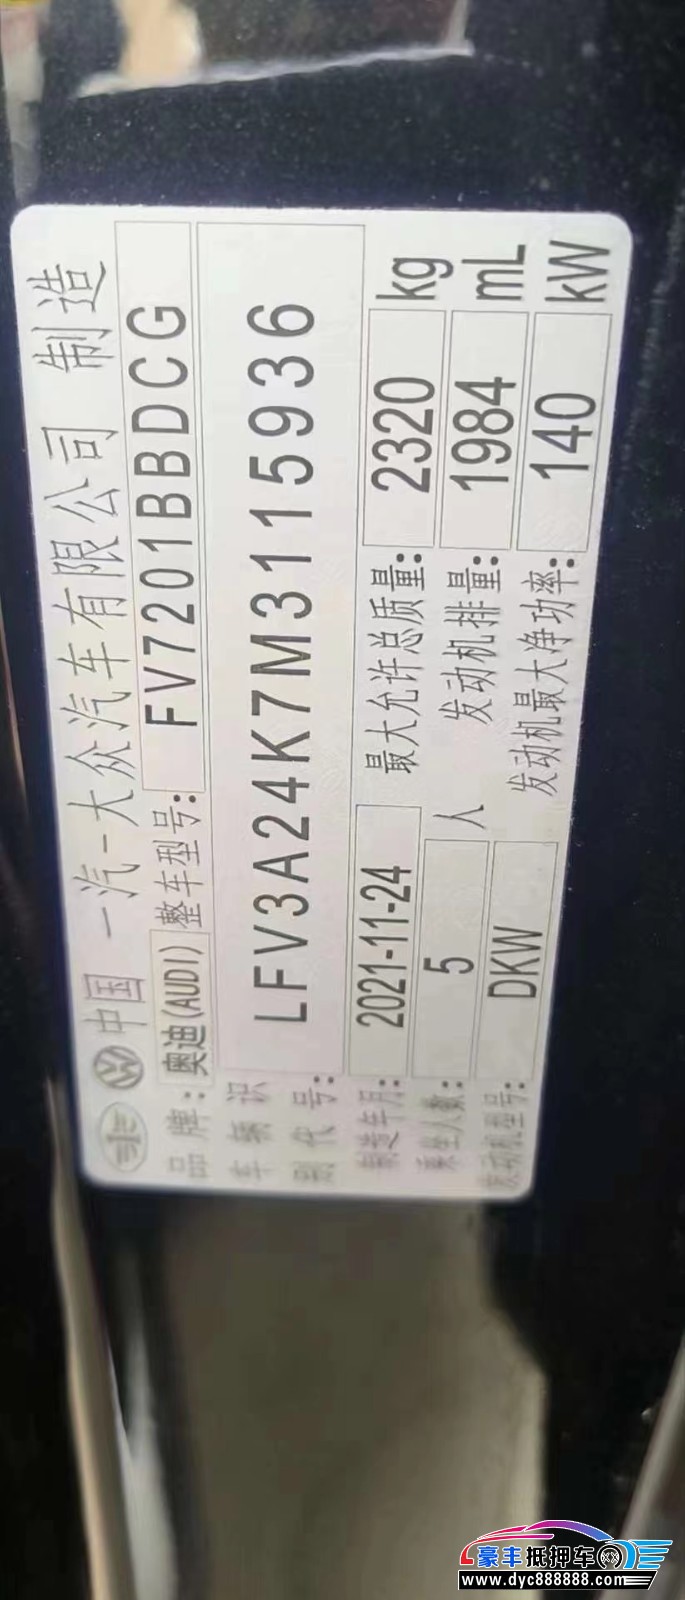 中国 一汽-大众汽车有限公司 制造
品牌: 奥迪(AUDI) 整车型号: FV7201BBDCG
车辆识别代号: LFV3A24K7M3115936
制造年月: 2021-11-24 最大允许总质量: 2320 kg
乘坐人数: 5 人 发动机排量: 1984 mL
发动机型号: DKW 发动机最大净功率: 140 kW
豪丰抵押车
www.dyc888888.com